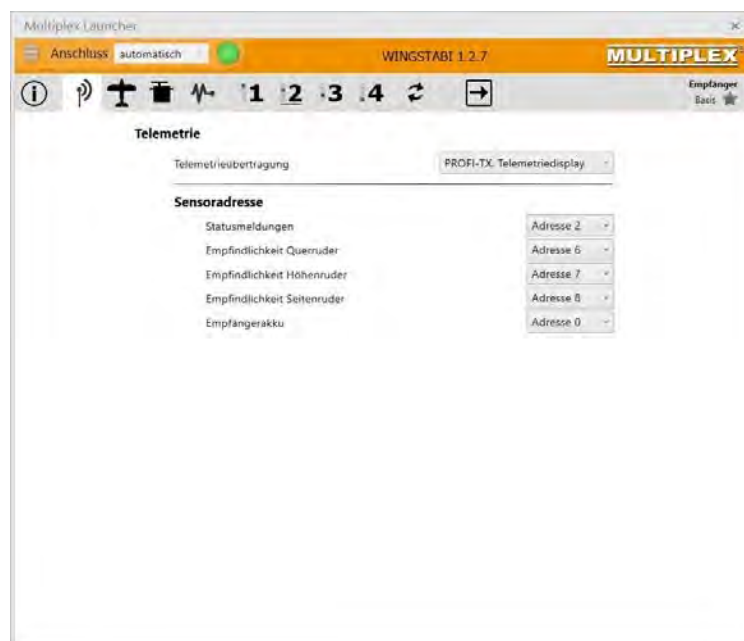 Multiplex Launcher
Anschluss automatisch WINGSTABI 1.2.7 MULTIPLEX
1 2 3 4 Empfänger
Basis
Telemetrie
Telemetrieübertragung PROFI-TX, Telemetriedisplay
Sensoradresse
Statusmeldungen Adresse 2
Empfindlichkeit Querruder Adresse 6
Empfindlichkeit Höhenruder Adresse 7
Empfindlichkeit Seitenruder Adresse 8
Empfängerakku Adresse 0